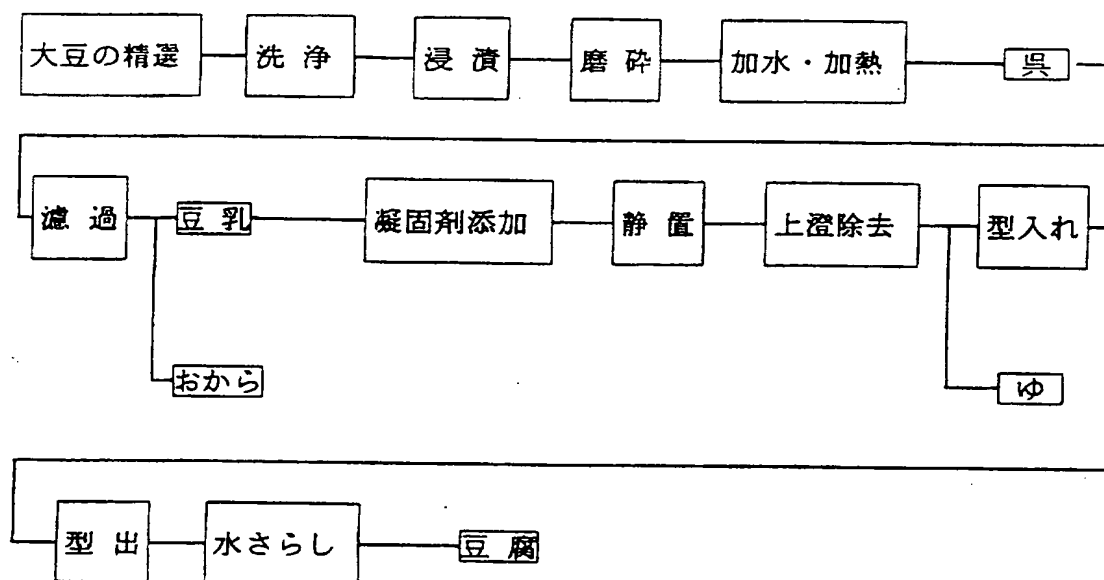 大豆の精選 洗浄 浸漬 磨砕 加水・加熱 呉
濾過 豆乳 凝固剤添加 静置 上澄除去 型入れ
おから ゆ
型出 水さらし 豆腐